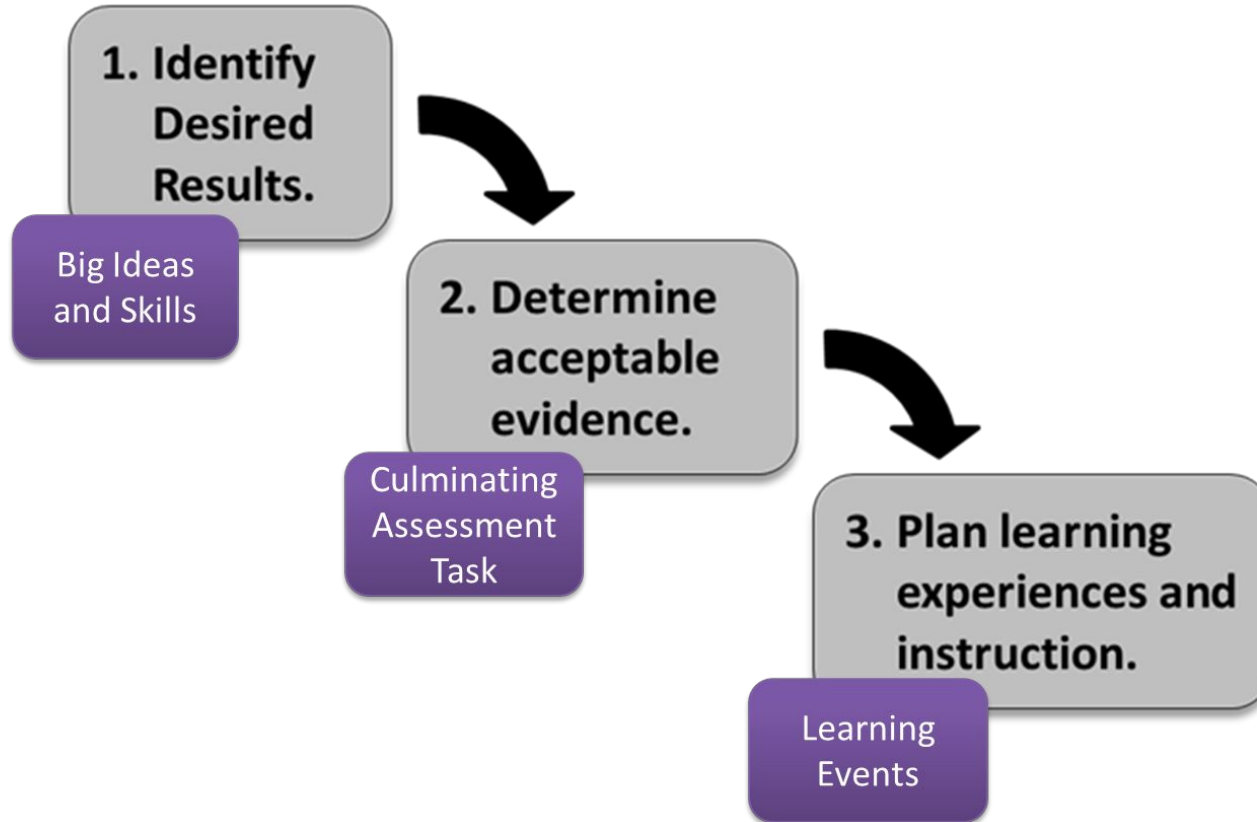 1. Identify
Desired
Results.
Big Ideas
and Skills
2. Determine
acceptable
evidence.
Culminating
Assessment
Task
3. Plan learning
experiences and
instruction.
Learning
Events